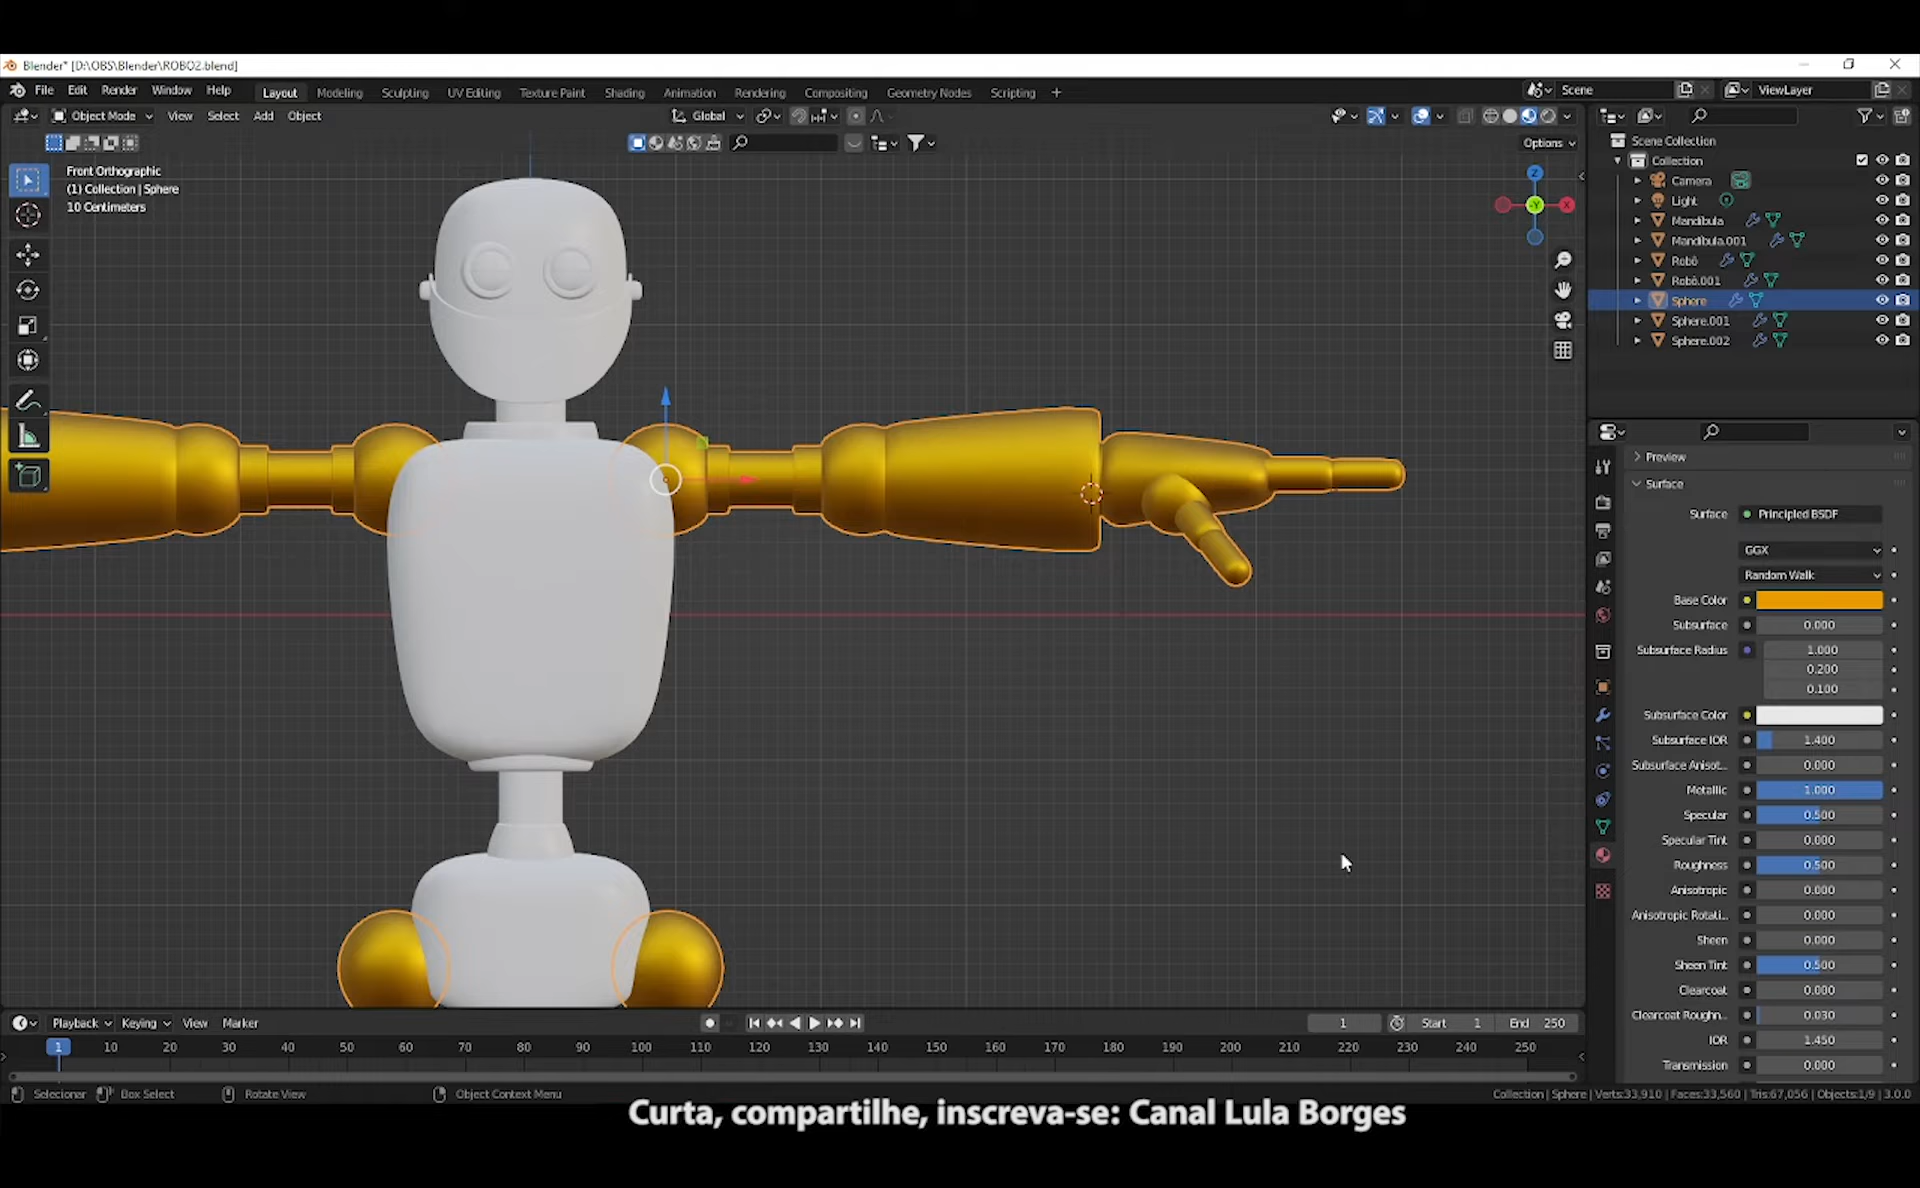 Blender* [D:\OBS\Blender\ROBO2.blend]
File Edit Render Window Help Layout Modeling Sculpting UV Editing Texture Paint Shading Animation Rendering Compositing Geometry Nodes Scripting + Scene ViewLayer
Object Mode View Select Add Object Global
Options
Front Orthographic
(1) Collection | Sphere
10 Centimeters
Z
-Y
X
Scene Collection
Collection
Camera
Light
Mandíbula
Mandíbula.001
Robô
Robô.001
Sphere
Sphere.001
Sphere.002
Preview
Surface
Surface Principled BSDF
GGX
Random Walk
Base Color
Subsurface 0.000
Subsurface Radius 1.000
0.200
0.100
Subsurface Color
Subsurface IOR 1.400
Subsurface Anisot... 0.000
Metallic 1.000
Specular 0.500
Specular Tint 0.000
Roughness 0.500
Anisotropic 0.000
Anisotropic Rotati... 0.000
Sheen 0.000
Sheen Tint 0.500
Clearcoat 0.000
Clearcoat Roughn... 0.030
IOR 1.450
Transmission 0.000
Playback Keying View Marker 1 Start 1 End 250
1 10 20 30 40 50 60 70 80 90 100 110 120 130 140 150 160 170 180 190 200 210 220 230 240 250
Selecionar Box Select Rotate View Object Context Menu Collection | Sphere | Verts:33,910 | Faces:33,560 | Tris:67,056 | Objects:1/9 | 3.0.0
Curta, compartilhe, inscreva-se: Canal Lula Borges